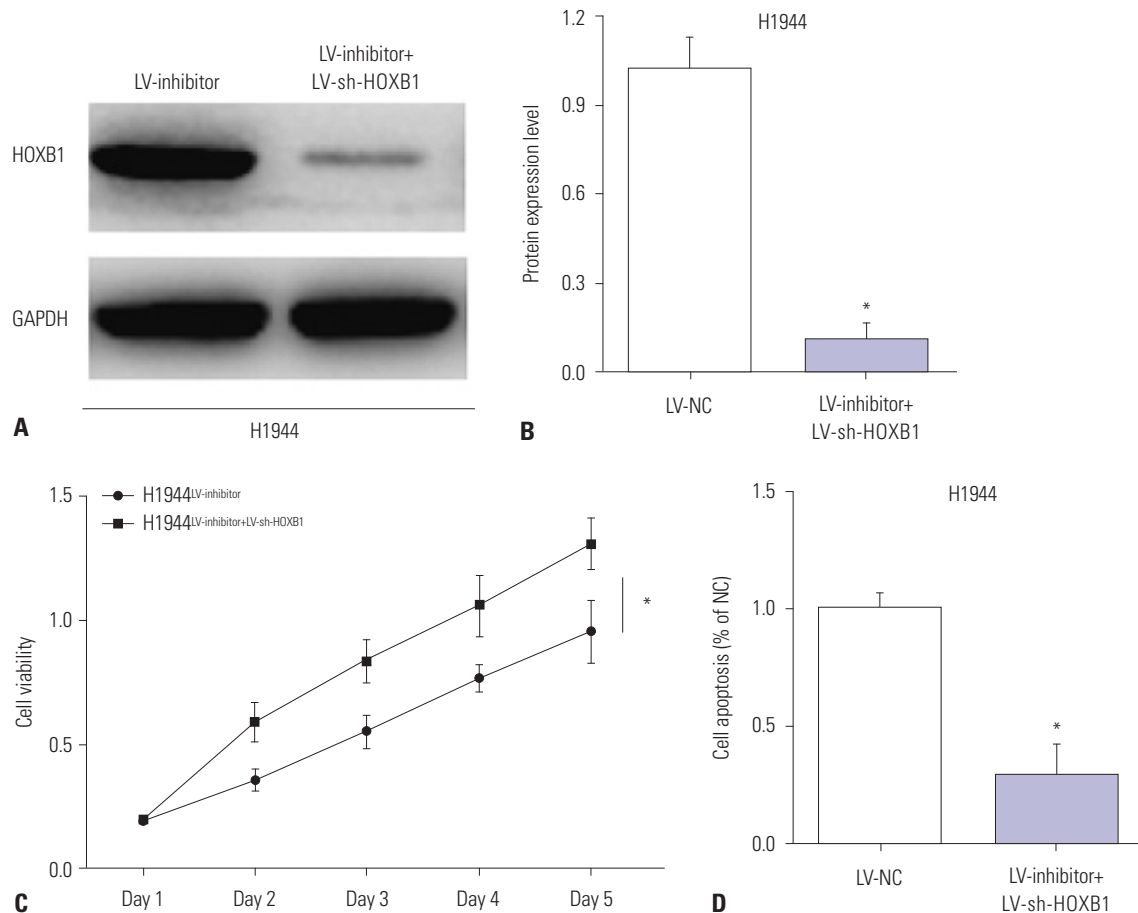 LV-inhibitor
LV-inhibitor+
LV-sh-HOXB1
HOXB1
GAPDH
H1944
A
H1944
Protein expression level
1.2
0.9
0.6
0.3
0.0
*
LV-NC
LV-inhibitor+
LV-sh-HOXB1
B
H1944LV-inhibitor
H1944LV-inhibitor+LV-sh-HOXB1
Cell viability
1.5
1.0
0.5
0.0
*
Day 1
Day 2
Day 3
Day 4
Day 5
C
H1944
Cell apoptosis (% of NC)
1.5
1.0
0.5
0.0
*
LV-NC
LV-inhibitor+
LV-sh-HOXB1
D